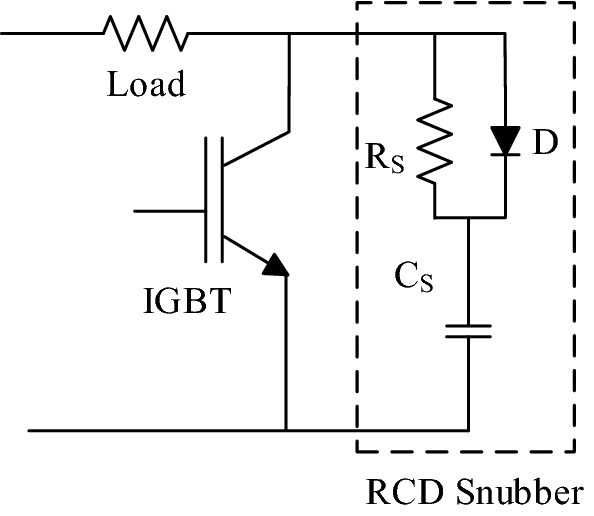 Load
R_S
D
C_S
IGBT
RCD Snubber